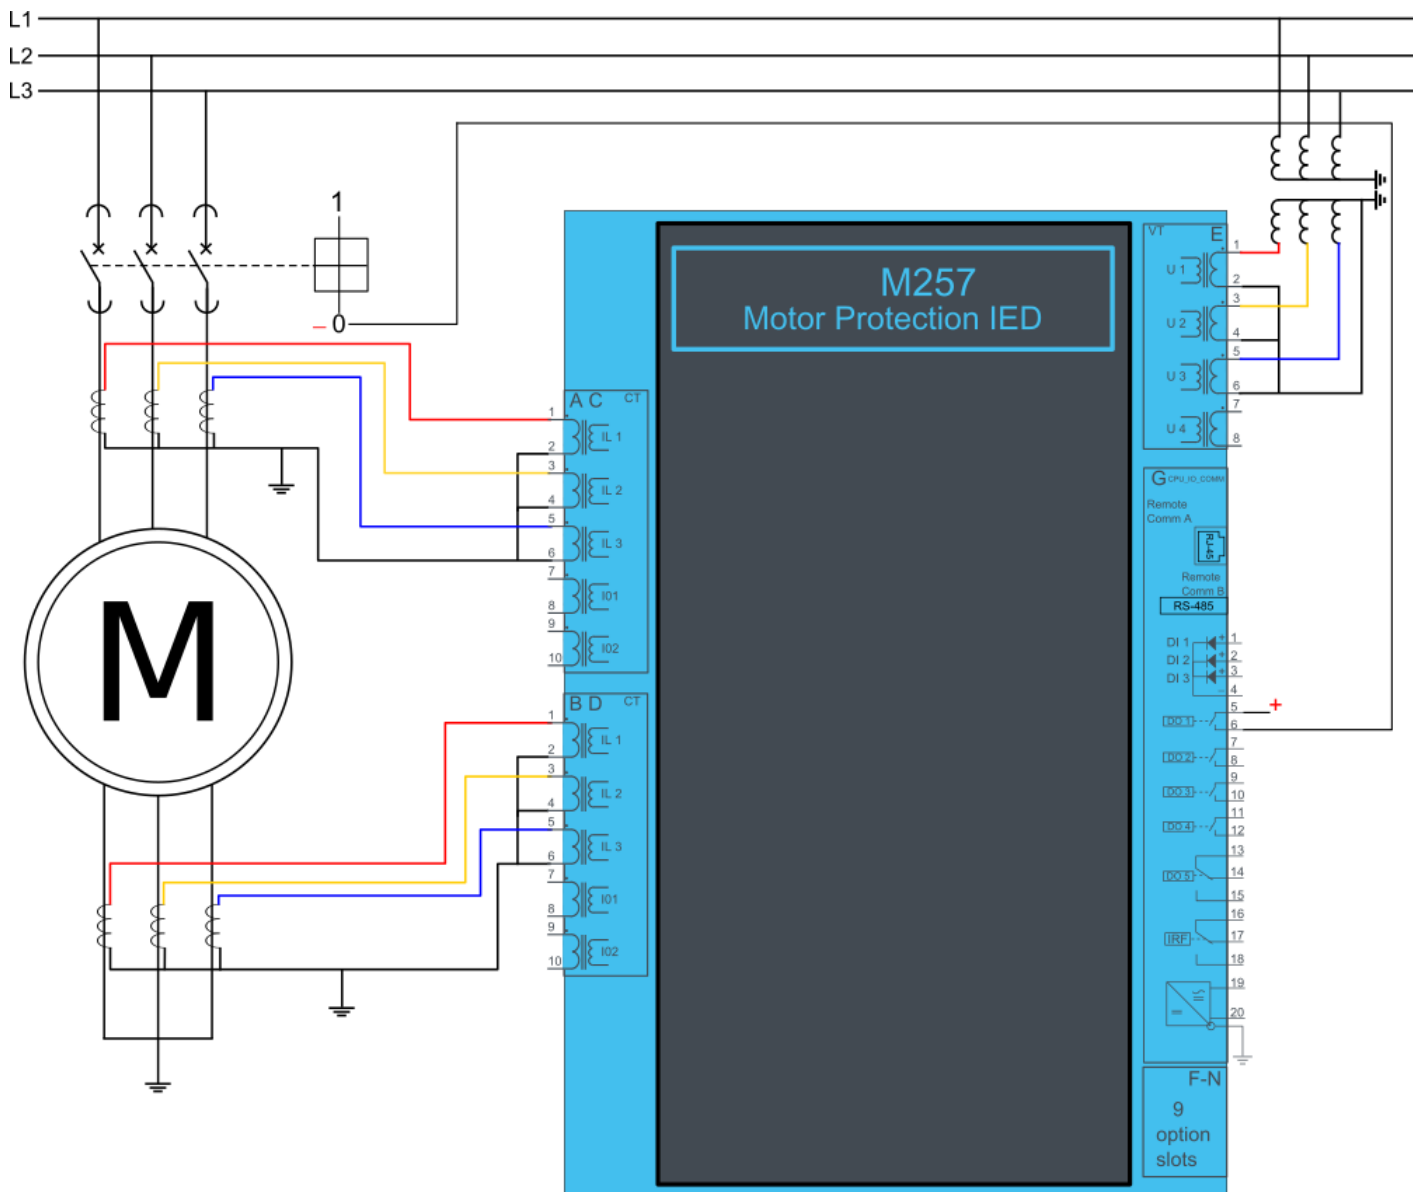 L1
L2
L3
1
– 0
M
M257
Motor Protection IED
A C CT
1
IL 1
2
3
IL 2
4
5
IL 3
6
7
I01
8
9
I02
10
B D CT
1
IL 1
2
3
IL 2
4
5
IL 3
6
7
I01
8
9
I02
10
VT E
1
U 1
2
3
U 2
4
5
U 3
6
7
U 4
8
G CPU_IO_COMM
Remote
Comm A
RJ-45
Remote
Comm B
RS-485
DI 1 + 1
DI 2 + 2
DI 3 + 3
– 4
5 +
DO 1 6
7
DO 2 8
9
DO 3 10
11
DO 4 12
13
DO 5 14
15
16
IRF 17
18
19
20
F-N
9
option
slots